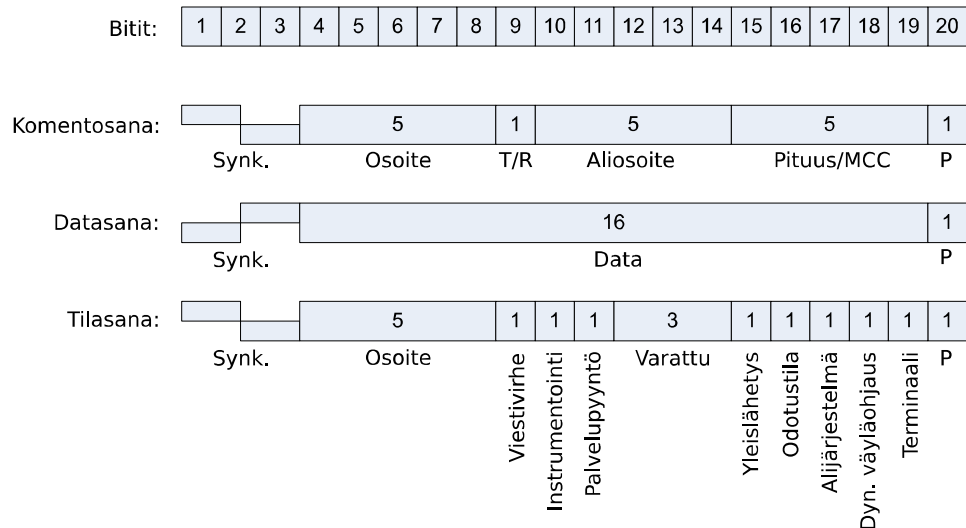 Bitit: 1 2 3 4 5 6 7 8 9 10 11 12 13 14 15 16 17 18 19 20
Komentosana: 5 1 5 5 1
Synk. Osoite T/R Aliosoite Pituus/MCC P
Datasana: 16 1
Synk. Data P
Tilasana: 5 1 1 1 3 1 1 1 1 1 1
Synk. Osoite Varattu P
Viestivirhe
Instrumentointi
Palvelupyyntö
Yleislähetys
Odotustila
Alijärjestelmä
Dyn. väyläohjaus
Terminaali